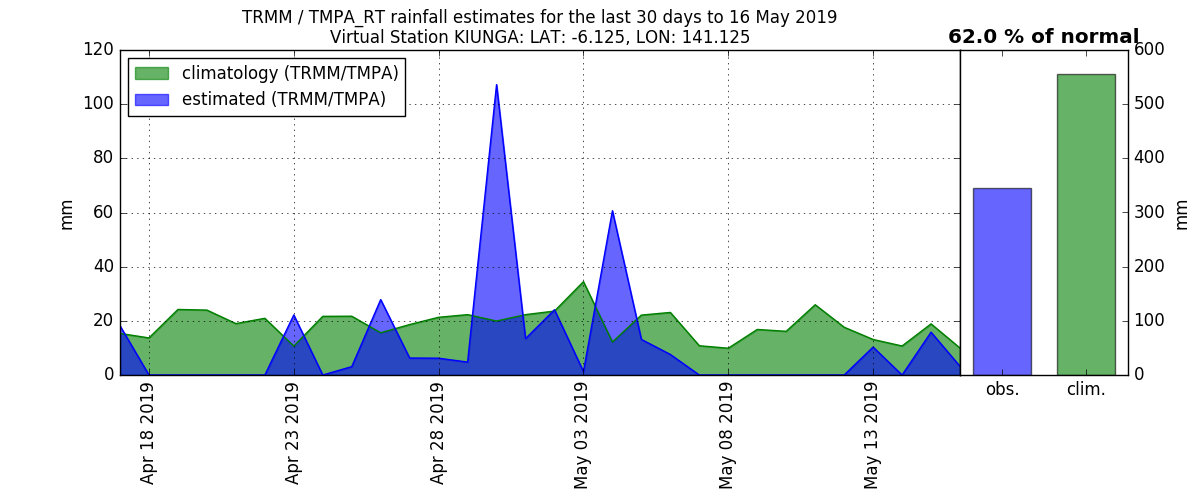 TRMM / TMPA_RT rainfall estimates for the last 30 days to 16 May 2019
Virtual Station KIUNGA: LAT: -6.125, LON: 141.125
62.0 % of normal
climatology (TRMM/TMPA)
estimated (TRMM/TMPA)
120
100
80
60
40
20
0
mm
Apr 18 2019
Apr 23 2019
Apr 28 2019
May 03 2019
May 08 2019
May 13 2019
obs.
clim.
600
500
400
300
200
100
0
mm